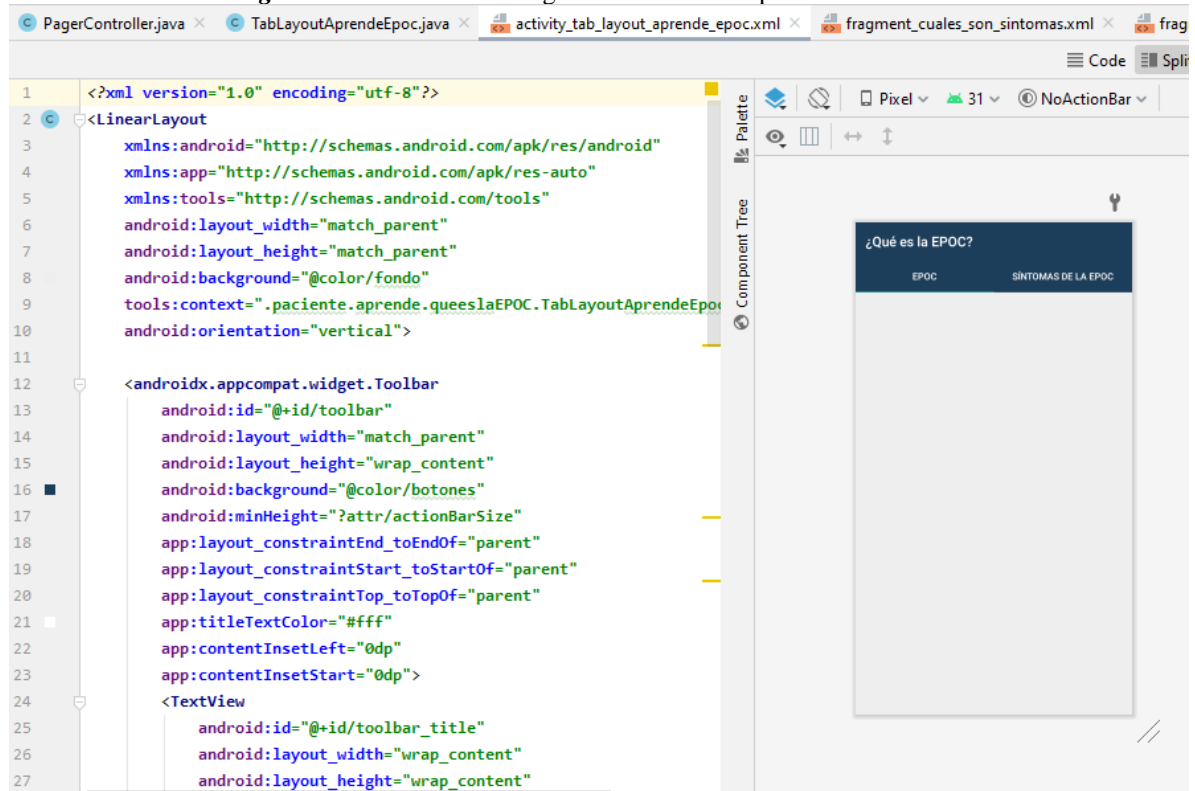 PagerController.java TabLayoutAprendeEpoc.java activity_tab_layout_aprende_epoc.xml fragment_cuales_son_sintomas.xml frag
Code Split
1 <?xml version="1.0" encoding="utf-8"?>
2 <LinearLayout
3 xmlns:android="http://schemas.android.com/apk/res/android"
4 xmlns:app="http://schemas.android.com/apk/res-auto"
5 xmlns:tools="http://schemas.android.com/tools"
6 android:layout_width="match_parent"
7 android:layout_height="match_parent"
8 android:background="@color/fondo"
9 tools:context=".paciente.aprende.queeslaEPOC.TabLayoutAprendeEpoc
10 android:orientation="vertical">
11
12 <androidx.appcompat.widget.Toolbar
13 android:id="@+id/toolbar"
14 android:layout_width="match_parent"
15 android:layout_height="wrap_content"
16 android:background="@color/botones"
17 android:minHeight="?attr/actionBarSize"
18 app:layout_constraintEnd_toEndOf="parent"
19 app:layout_constraintStart_toStartOf="parent"
20 app:layout_constraintTop_toTopOf="parent"
21 app:titleTextColor="#fff"
22 app:contentInsetLeft="0dp"
23 app:contentInsetStart="0dp">
24 <TextView
25 android:id="@+id/toolbar_title"
26 android:layout_width="wrap_content"
27 android:layout_height="wrap_content"
Palette
Component Tree
Pixel 31 NoActionBar
¿Qué es la EPOC?
EPOC SÍNTOMAS DE LA EPOC